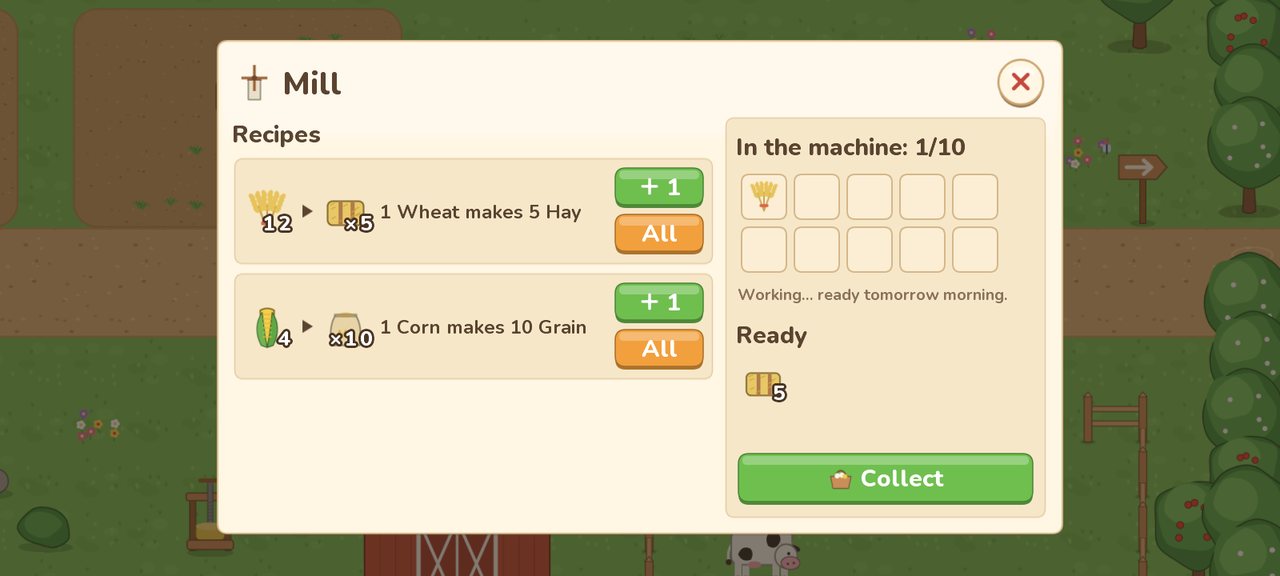 Mill
Recipes
12
×5
1 Wheat makes 5 Hay
+ 1
All
4
×10
1 Corn makes 10 Grain
+ 1
All
In the machine: 1/10
Working... ready tomorrow morning.
Ready
5
Collect